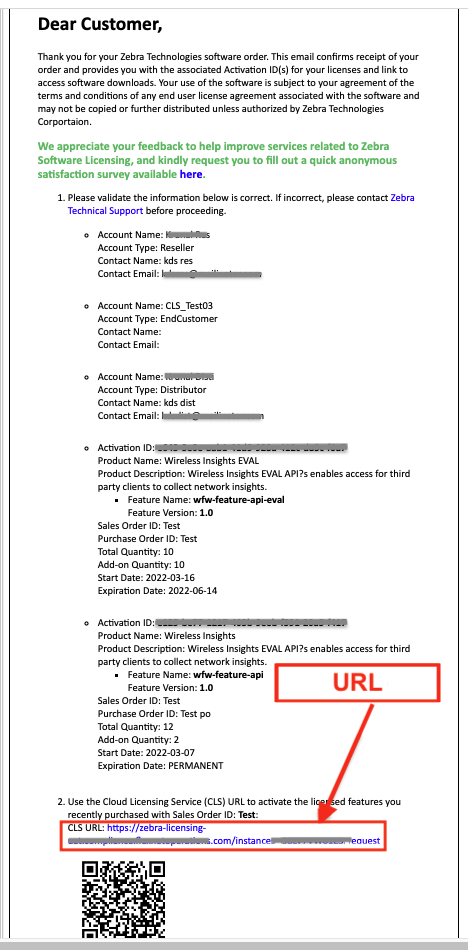 Dear Customer,
Thank you for your Zebra Technologies software order. This email confirms receipt of your
order and provides you with the associated Activation ID(s) for your licenses and link to
access software downloads. Your use of the software is subject to your agreement of the
terms and conditions of any end user license agreement associated with the software and
may not be copied or further distributed unless authorized by Zebra Technologies
Corportaion.
We appreciate your feedback to help improve services related to Zebra
Software Licensing, and kindly request you to fill out a quick anonymous
satisfaction survey available here.
1. Please validate the information below is correct. If incorrect, please contact Zebra
Technical Support before proceeding.
Account Name:
Account Type: Reseller
Contact Name: kds res
Contact Email:
Account Name: CLS_Test03
Account Type: EndCustomer
Contact Name:
Contact Email:
Account Name:
Account Type: Distributor
Contact Name: kds dist
Contact Email:
Activation ID:
Product Name: Wireless Insights EVAL
Product Description: Wireless Insights EVAL API?s enables access for third
party clients to collect network insights.
Feature Name: wfw-feature-api-eval
Feature Version: 1.0
Sales Order ID: Test
Purchase Order ID: Test
Total Quantity: 10
Add-on Quantity: 10
Start Date: 2022-03-16
Expiration Date: 2022-06-14
Activation ID:
Product Name: Wireless Insights
Product Description: Wireless Insights EVAL API?s enables access for third
party clients to collect network insights.
Feature Name: wfw-feature-api
Feature Version: 1.0
URL
Sales Order ID: Test
Purchase Order ID: Test po
Total Quantity: 12
Add-on Quantity: 2
Start Date: 2022-03-07
Expiration Date: PERMANENT
2. Use the Cloud Licensing Service (CLS) URL to activate the licensed features you
recently purchased with Sales Order ID: Test:
CLS URL: https://zebra-licensing-
.com/instance request